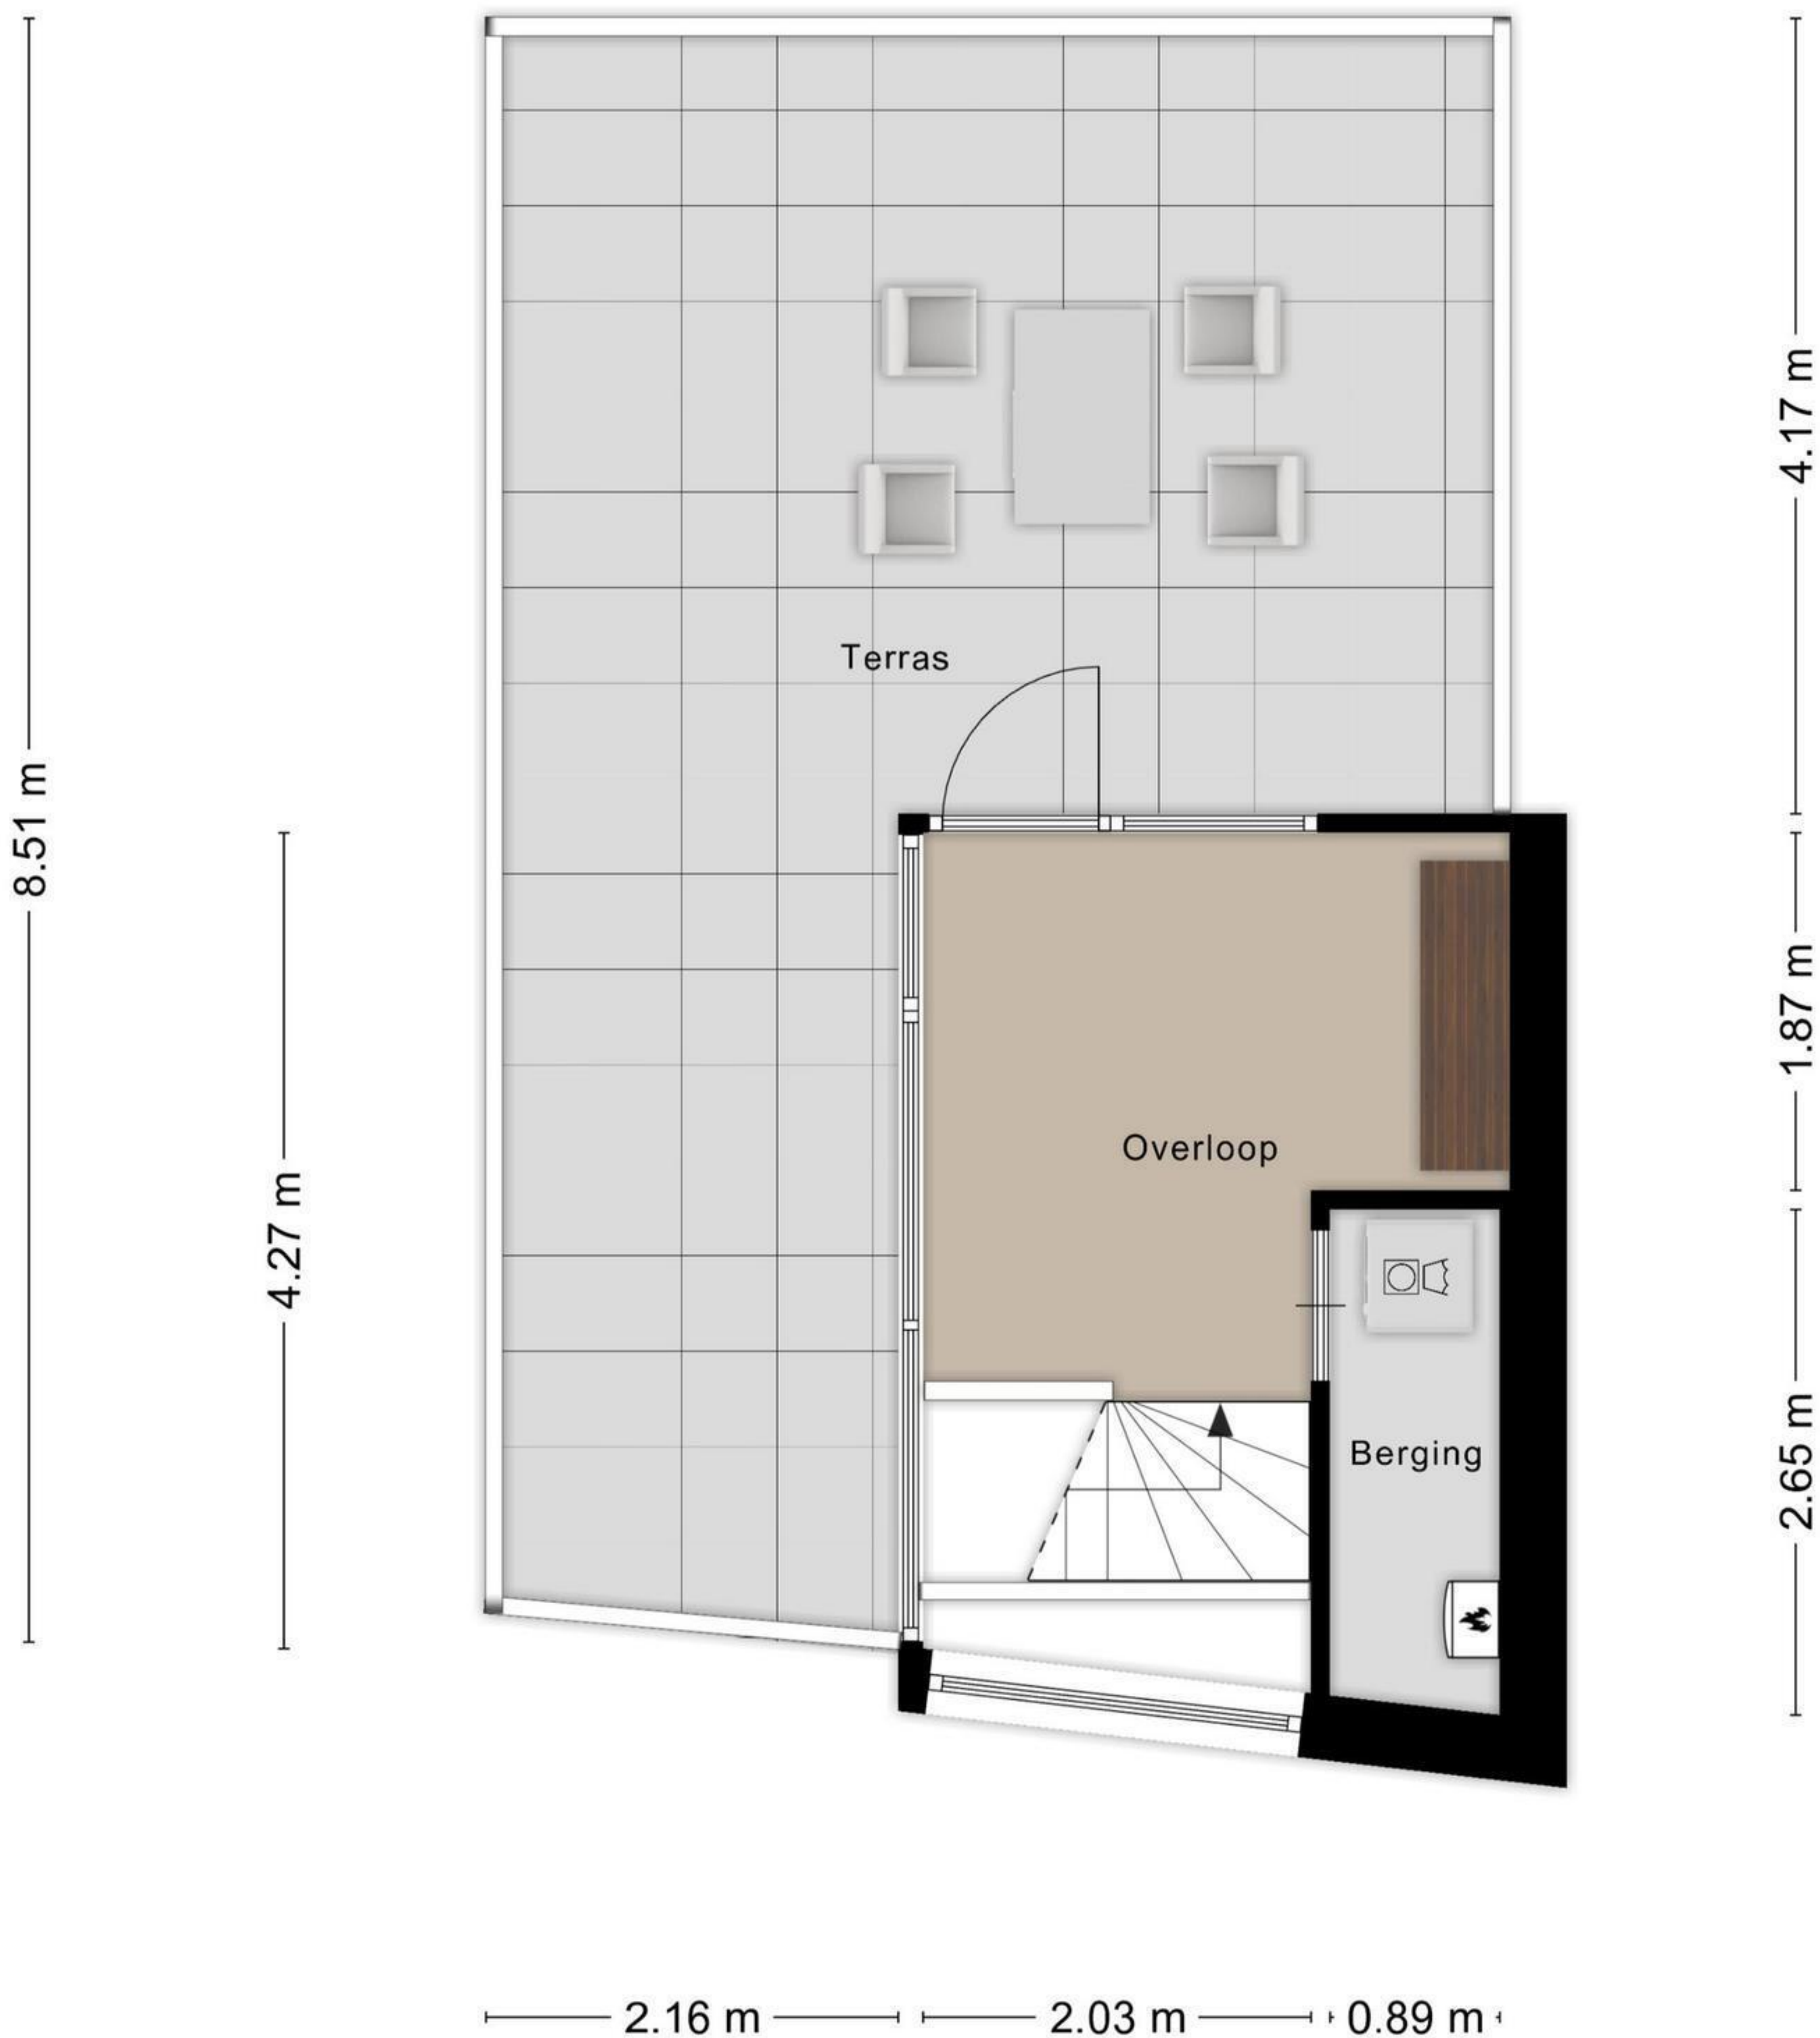 8.51 m
4.17 m
Terras
4.27 m
1.87 m
Overloop
Berging
2.65 m
2.16 m
2.03 m
0.89 m